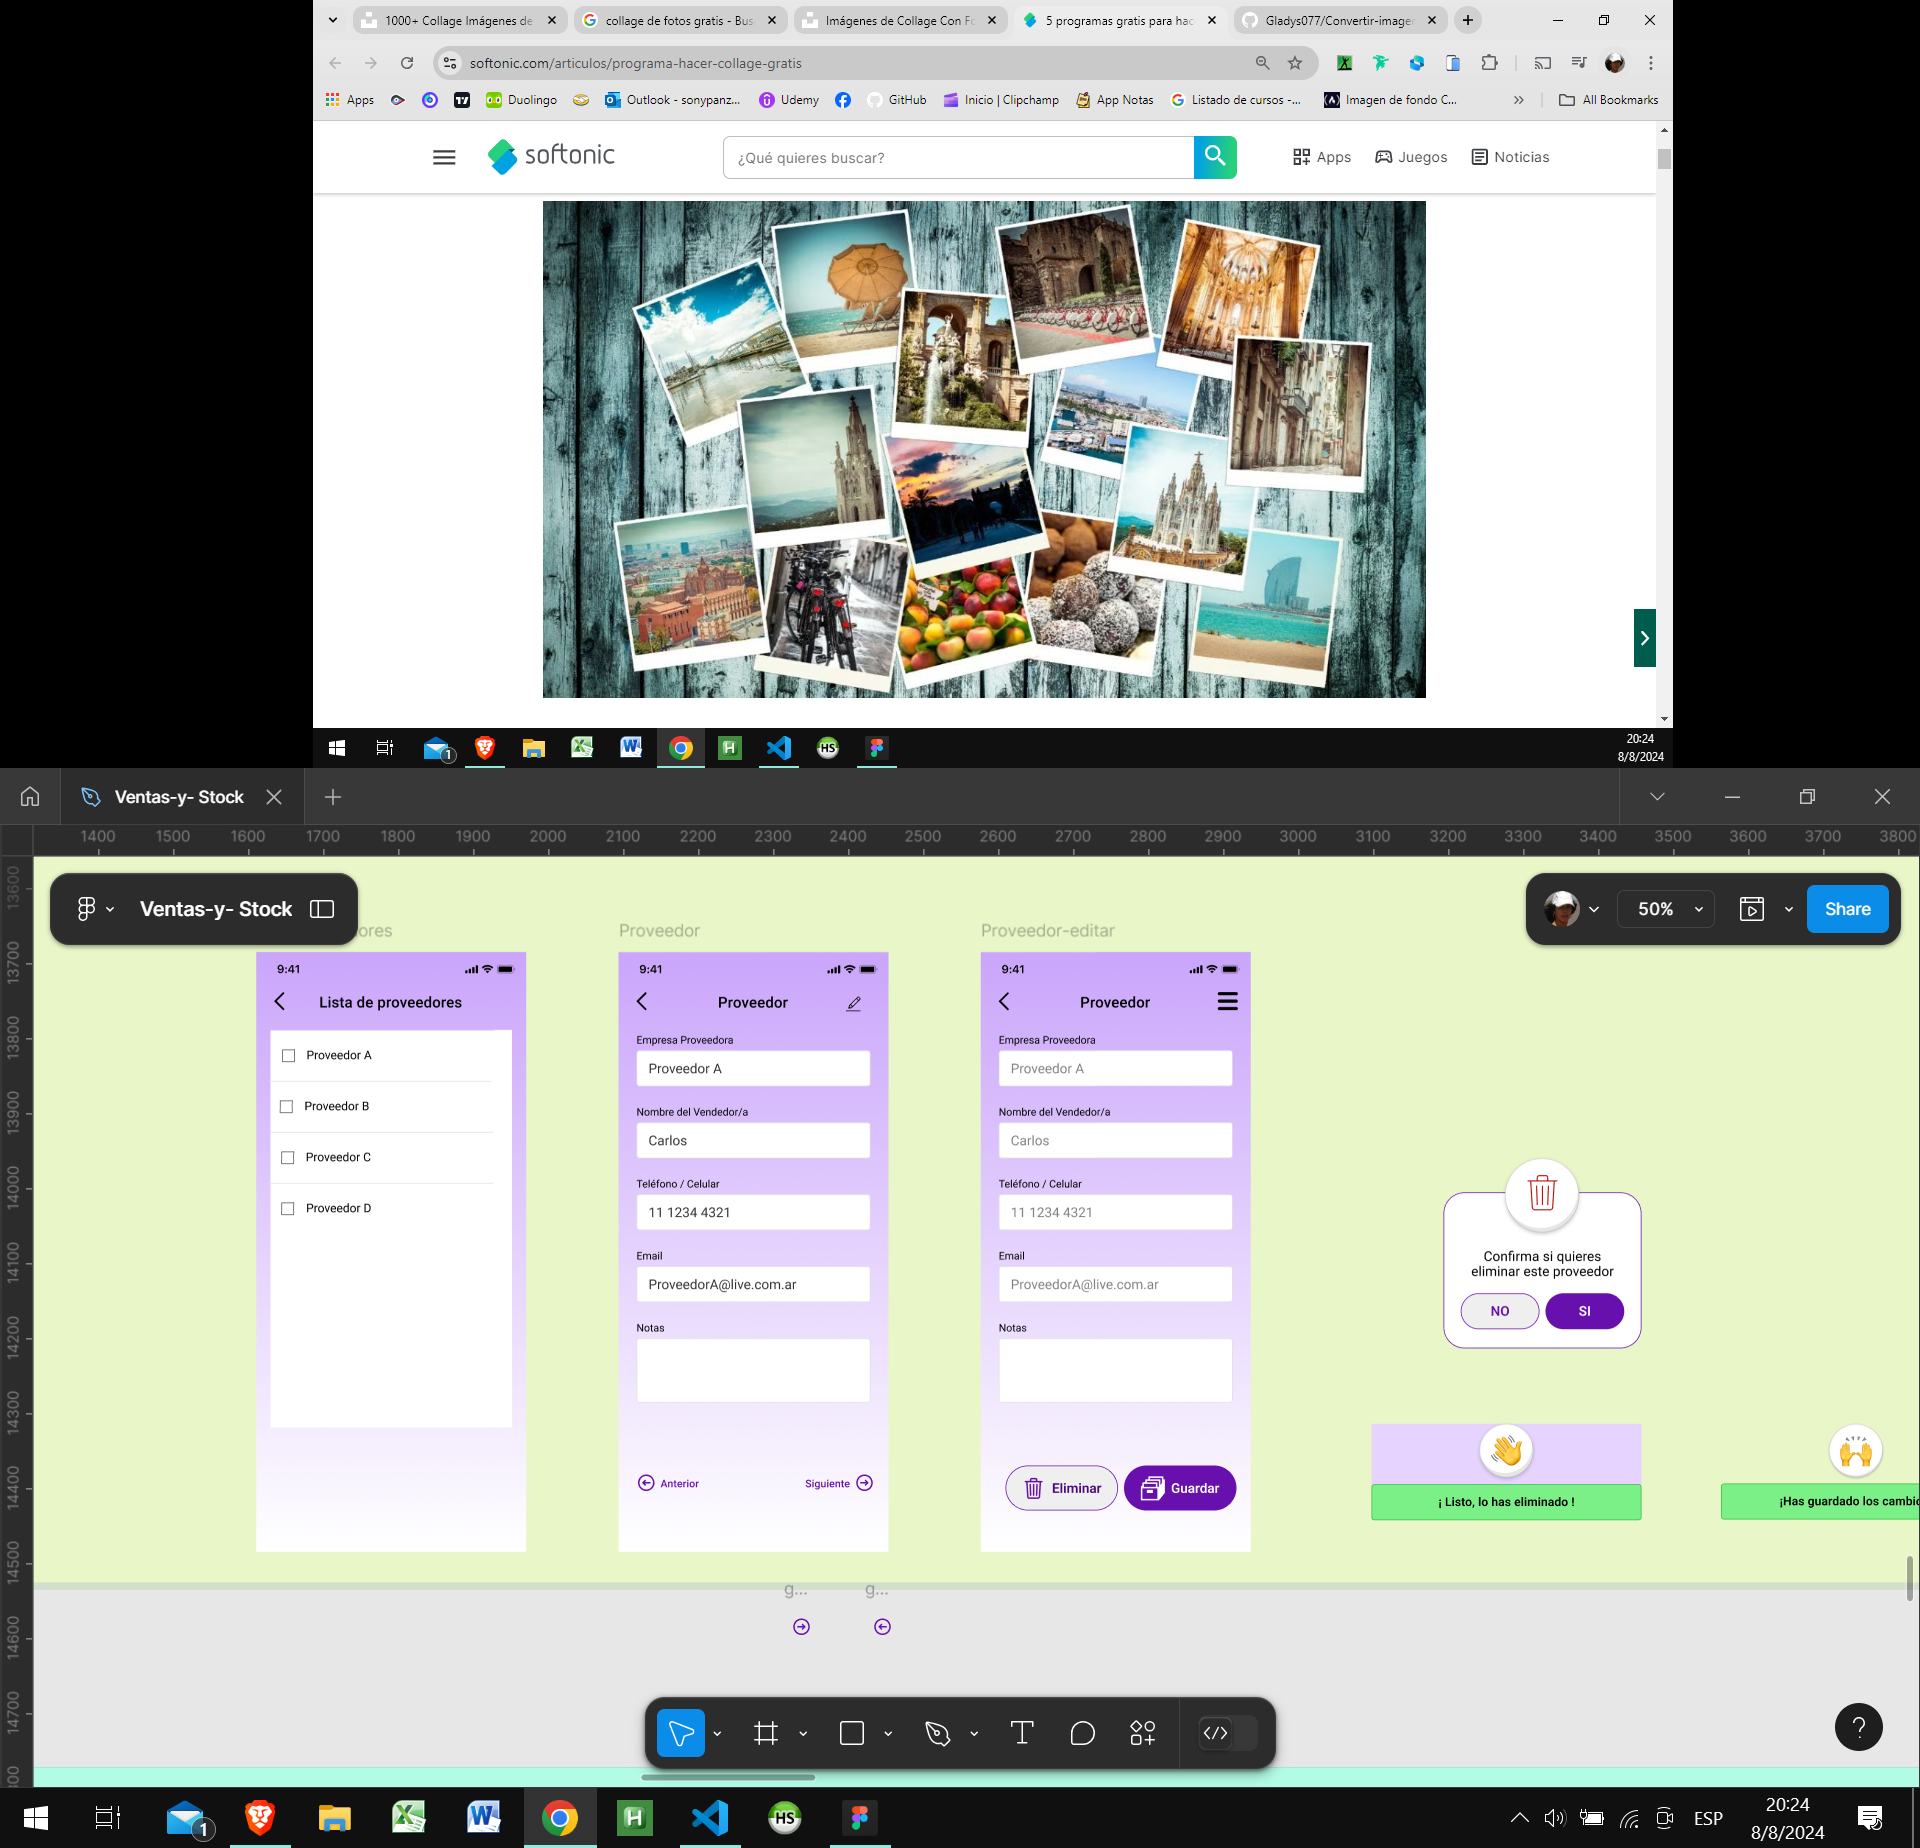 1000+ Collage Imágenes de
collage de fotos gratis - Bus
Imágenes de Collage Con Fo
5 programas gratis para hac
Gladys077/Convertir-image
softonic.com/articulos/programa-hacer-collage-gratis
Apps
Duolingo
Outlook - sonypanz...
Udemy
GitHub
Inicio | Clipchamp
App Notas
Listado de cursos -...
Imagen de fondo C...
All Bookmarks
softonic
¿Qué quieres buscar?
Apps
Juegos
Noticias
1
H
HS
20:24
8/8/2024
Ventas-y- Stock
1400 1500 1600 1700 1800 1900 2000 2100 2200 2300 2400 2500 2600 2700 2800 2900 3000 3100 3200 3300 3400 3500 3600 3700 3800
13600
13700
13800
13900
14000
14100
14200
14300
14400
14500
14600
14700
Ventas-y- Stock
50%
Share
ores
9:41
Lista de proveedores
Proveedor A
Proveedor B
Proveedor C
Proveedor D
Proveedor
9:41
Proveedor
Empresa Proveedora
Proveedor A
Nombre del Vendedor/a
Carlos
Teléfono / Celular
11 1234 4321
Email
ProveedorA@live.com.ar
Notas
Anterior
Siguiente
Proveedor-editar
9:41
Proveedor
Empresa Proveedora
Proveedor A
Nombre del Vendedor/a
Carlos
Teléfono / Celular
11 1234 4321
Email
ProveedorA@live.com.ar
Notas
Eliminar
Guardar
Confirma si quieres
eliminar este proveedor
NO
SI
¡ Listo, lo has eliminado !
¡Has guardado los cambio
g...
g...
?
1
H
HS
ESP
20:24
8/8/2024